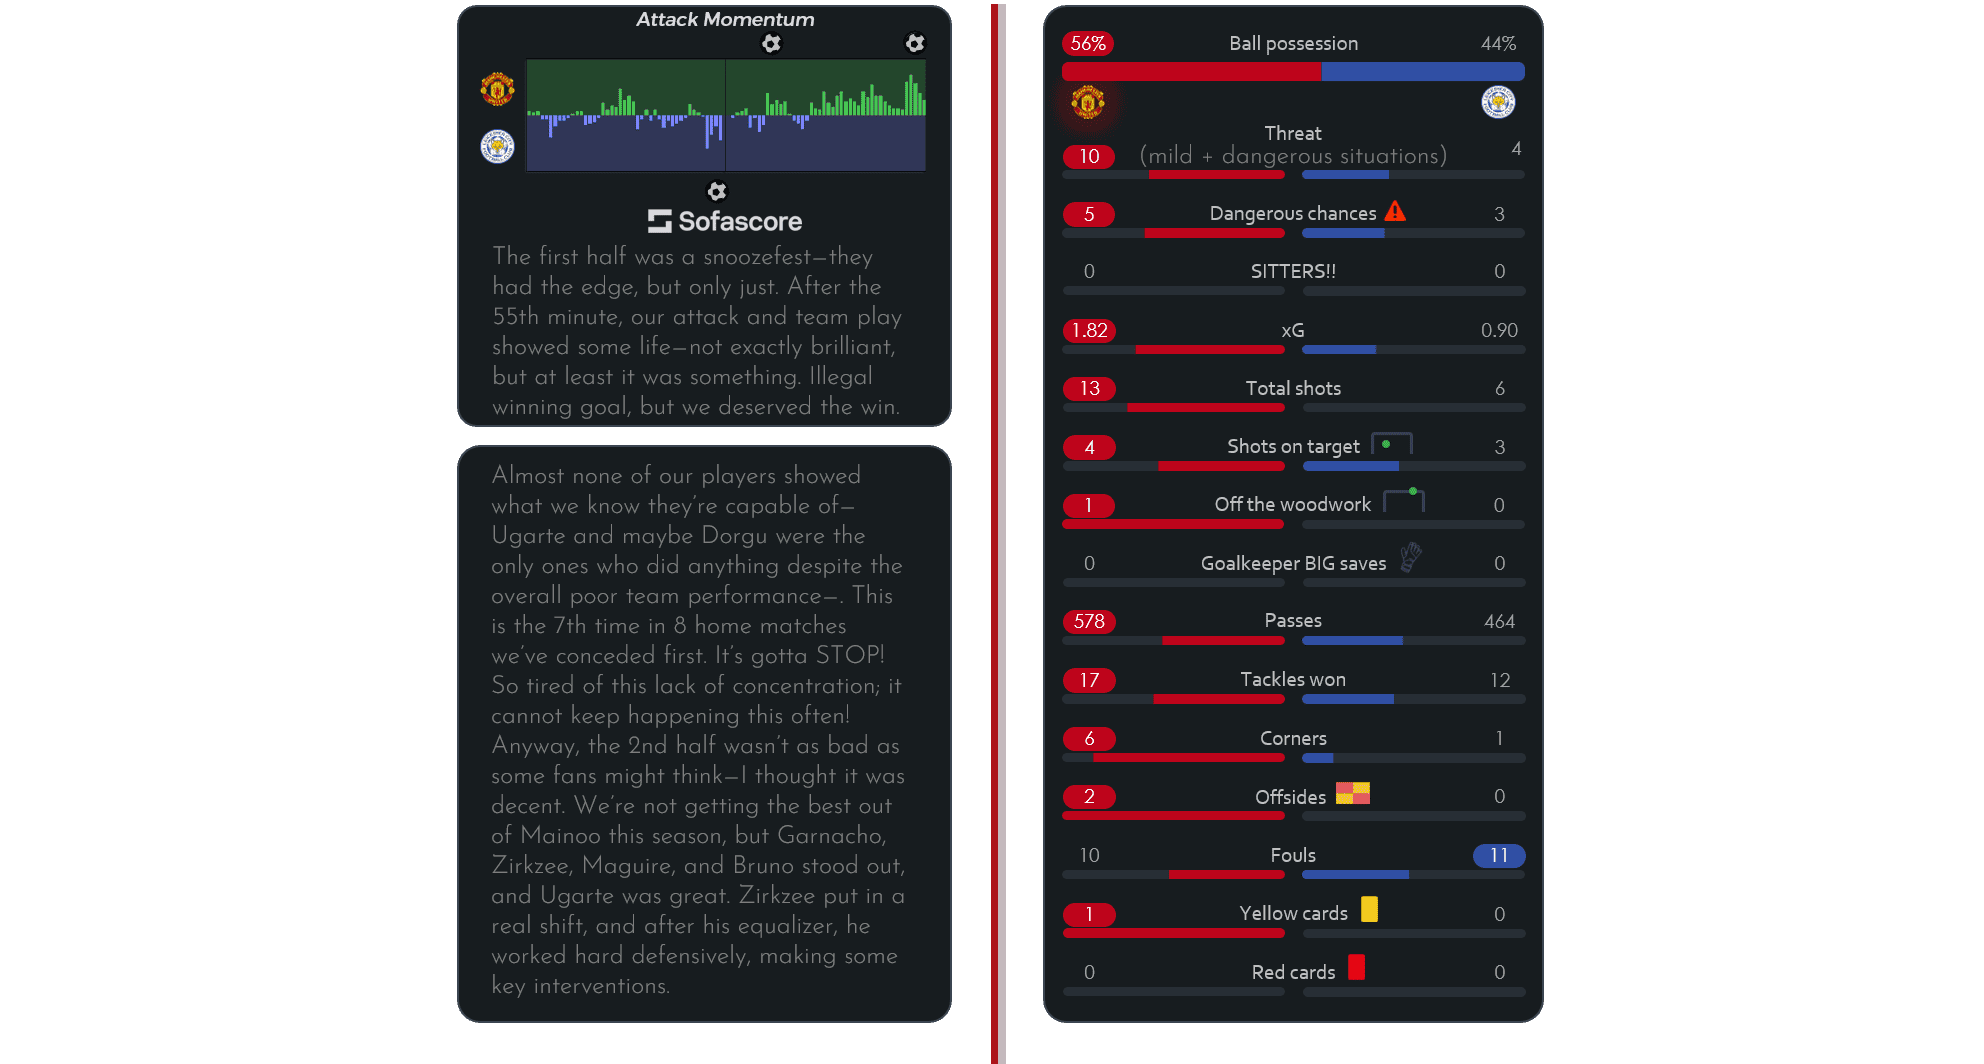 Attack Momentum
Sofascore
The first half was a snoozefest—they
had the edge, but only just. After the
55th minute, our attack and team play
showed some life—not exactly brilliant,
but at least it was something. Illegal
winning goal, but we deserved the win.
Almost none of our players showed
what we know they're capable of—
Ugarte and maybe Dorgu were the
only ones who did anything despite the
overall poor team performance—. This
is the 7th time in 8 home matches
we've conceded first. It's gotta STOP!
So tired of this lack of concentration; it
cannot keep happening this often!
Anyway, the 2nd half wasn't as bad as
some fans might think—I thought it was
decent. We're not getting the best out
of Mainoo this season, but Garnacho,
Zirkzee, Maguire, and Bruno stood out,
and Ugarte was great. Zirkzee put in a
real shift, and after his equalizer, he
worked hard defensively, making some
key interventions.
56% Ball possession 44%
Threat
10 (mild + dangerous situations) 4
5 Dangerous chances 3
0 SITTERS!! 0
1.82 xG 0.90
13 Total shots 6
4 Shots on target 3
1 Off the woodwork 0
0 Goalkeeper BIG saves 0
578 Passes 464
17 Tackles won 12
6 Corners 1
2 Offsides 0
10 Fouls 11
1 Yellow cards 0
0 Red cards 0